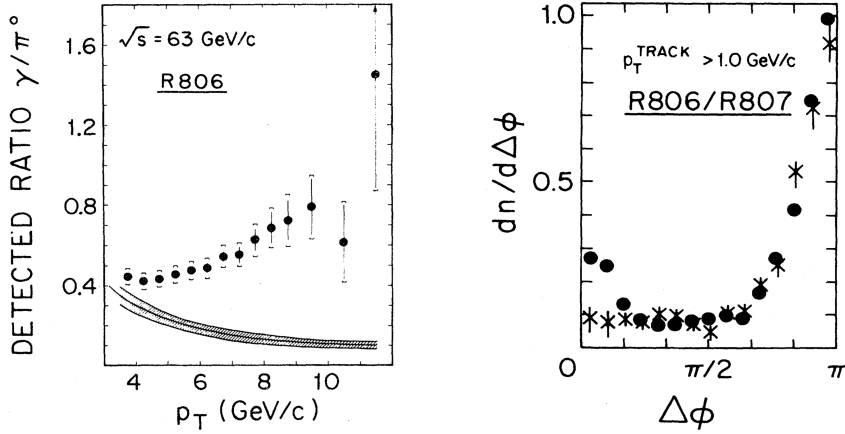 1.6
√s = 63 GeV/c
R806
1.2
0.8
0.4
DETECTED RATIO γ/π°
4 6 8 10 12
p_T (GeV/c)
1.0
p_T^TRACK > 1.0 GeV/c
R806/R807
0.5
dn/dΔϕ
0 π/2 π
Δϕ